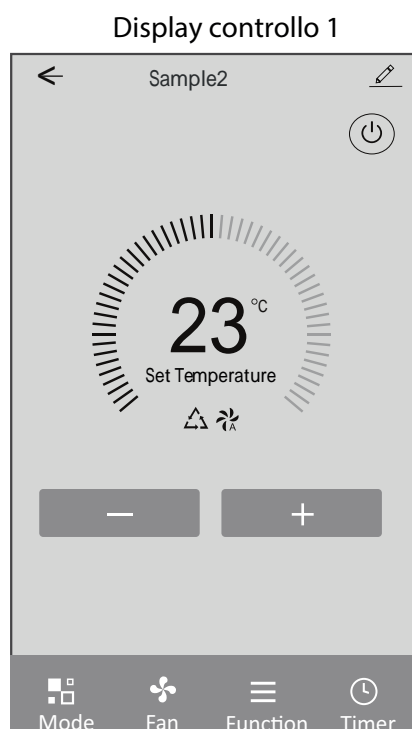 Display controllo 1
Sample2
23°C
Set Temperature
A
Mode Fan Function Timer